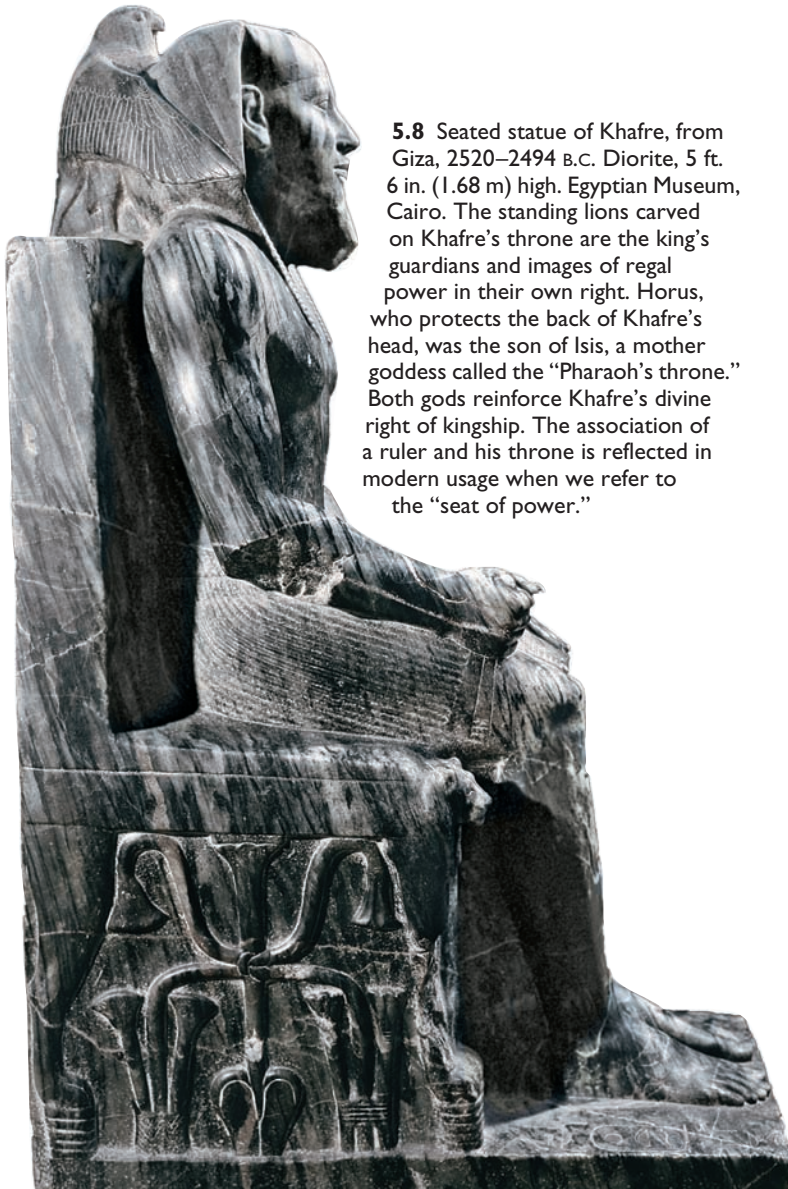 5.8 Seated statue of Khafre, from
Giza, 2520–2494 B.C. Diorite, 5 ft.
6 in. (1.68 m) high. Egyptian Museum,
Cairo. The standing lions carved
on Khafre’s throne are the king’s
guardians and images of regal
power in their own right. Horus,
who protects the back of Khafre’s
head, was the son of Isis, a mother
goddess called the “Pharaoh’s throne.”
Both gods reinforce Khafre’s divine
right of kingship. The association of
a ruler and his throne is reflected in
modern usage when we refer to
the “seat of power.”